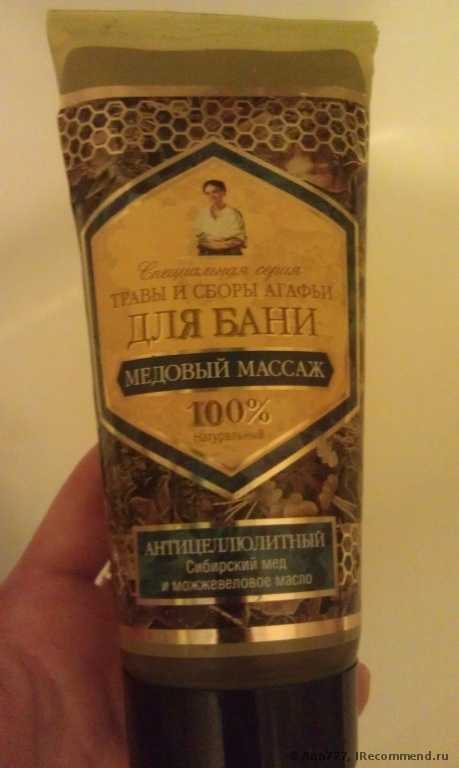 Специальная серия
ТРАВЫ И СБОРЫ АГАФЬИ
ДЛЯ БАНИ
МЕДОВЫЙ МАССАЖ
100%
Натуральный
АНТИЦЕЛЛЮЛИТНЫЙ
Сибирский мед
и можжевеловое масло
© Ann777, IRecommend.ru